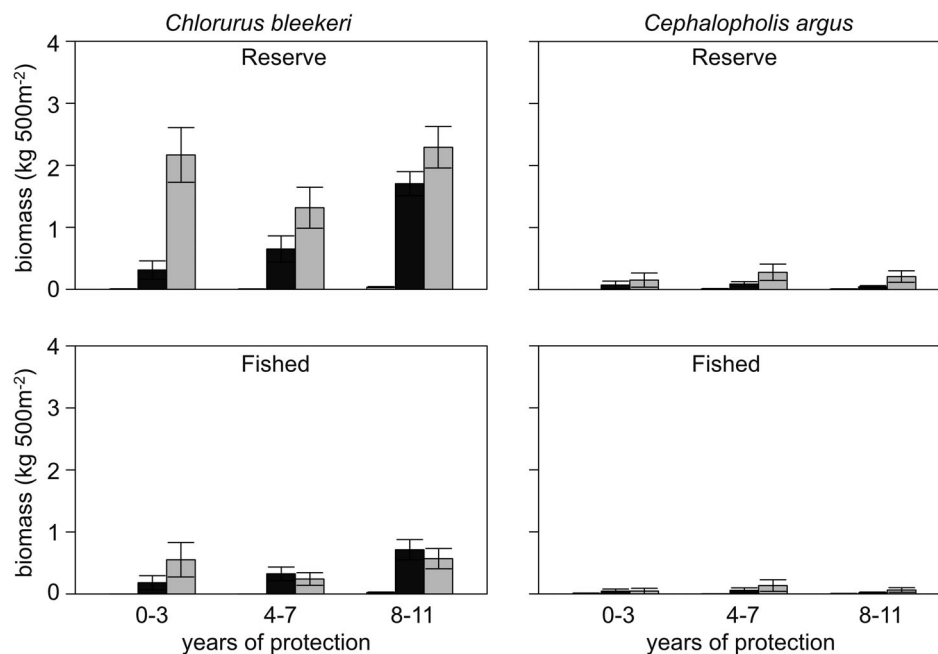 Chlorurus bleekeri
Cephalopholis argus
Reserve
Reserve
biomass (kg 500m⁻²)
4
3
2
1
0
Fished
Fished
biomass (kg 500m⁻²)
4
3
2
1
0
0-3 4-7 8-11
years of protection
0-3 4-7 8-11
years of protection